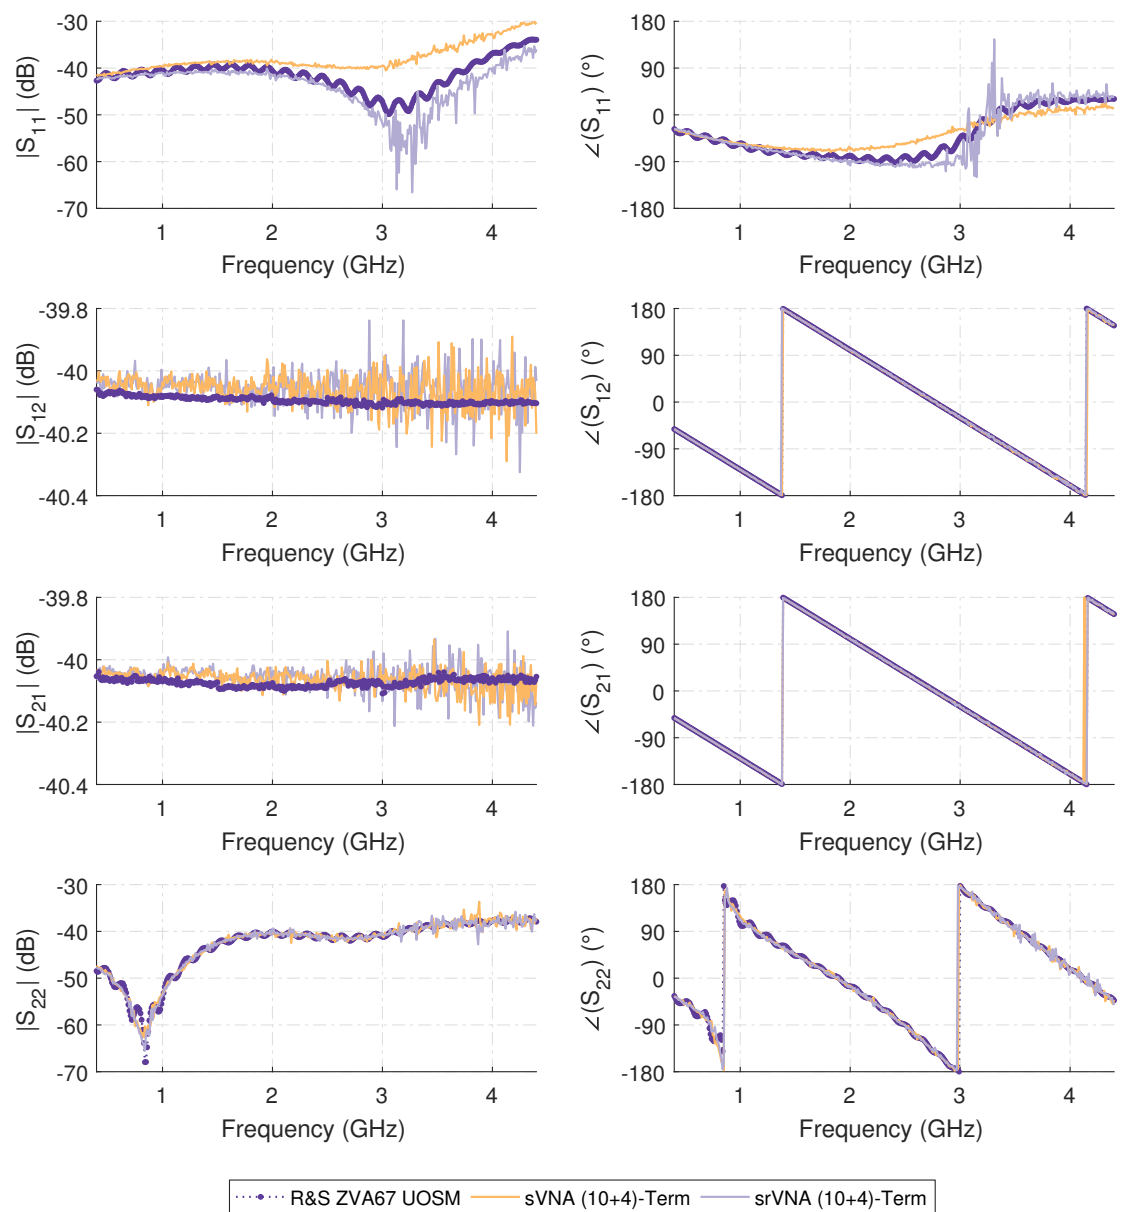 -30
-40
-50
-60
-70
|S11| (dB)
1 2 3 4
Frequency (GHz)
180
90
0
-90
-180
∠(S11) (°)
1 2 3 4
Frequency (GHz)
-39.8
-40
-40.2
-40.4
|S12| (dB)
1 2 3 4
Frequency (GHz)
180
90
0
-90
-180
∠(S12) (°)
1 2 3 4
Frequency (GHz)
-39.8
-40
-40.2
-40.4
|S21| (dB)
1 2 3 4
Frequency (GHz)
180
90
0
-90
-180
∠(S21) (°)
1 2 3 4
Frequency (GHz)
-30
-40
-50
-60
-70
|S22| (dB)
1 2 3 4
Frequency (GHz)
180
90
0
-90
-180
∠(S22) (°)
1 2 3 4
Frequency (GHz)
R&S ZVA67 UOSM sVNA (10+4)-Term srVNA (10+4)-Term